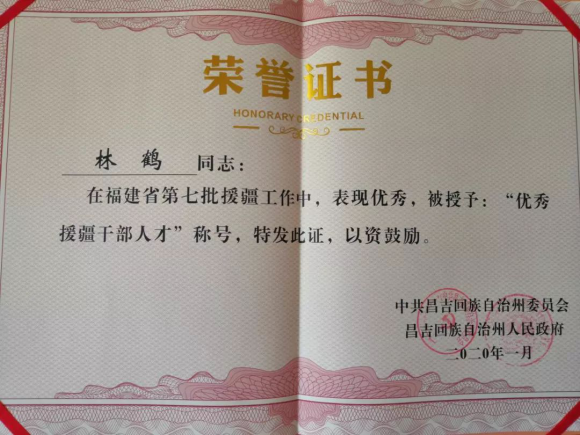 荣誉证书
HONORARY CREDENTIAL
林鹤 同志：
在福建省第七批援疆工作中，表现优秀，被授予：“优秀
援疆干部人才”称号，特发此证，以资鼓励。
中共昌吉回族自治州委员会
昌吉回族自治州人民政府
二〇二〇年一月